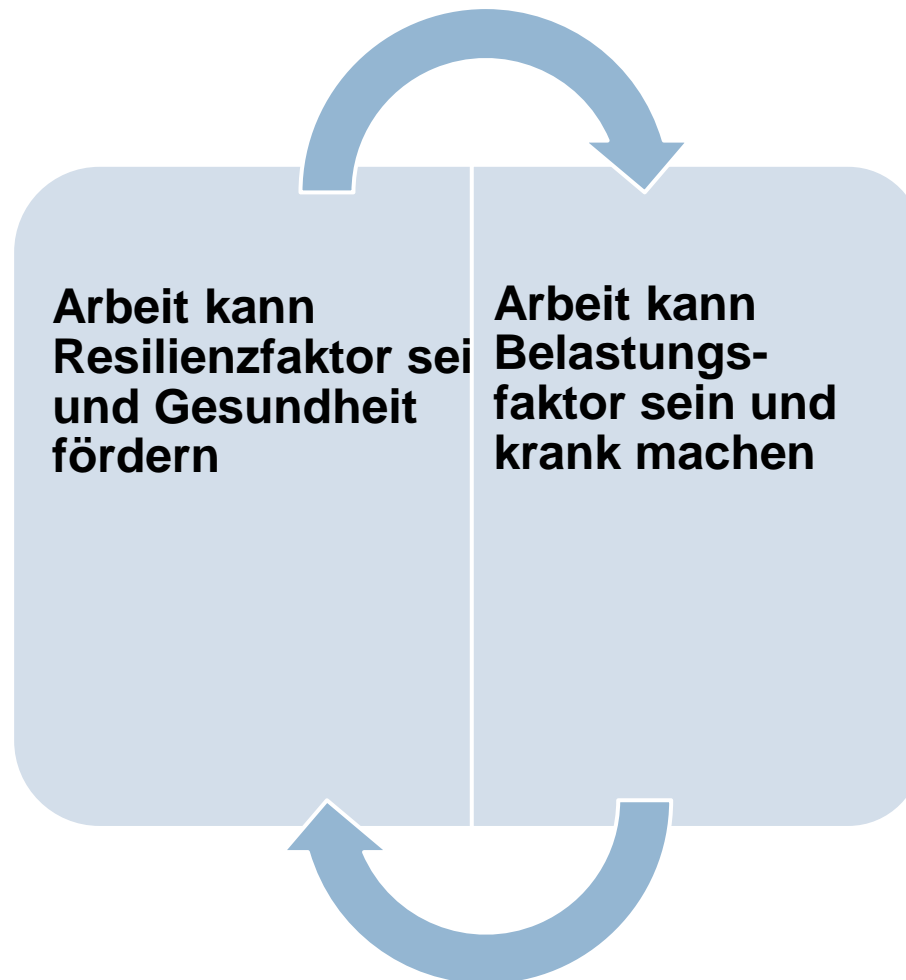 Arbeit kann
Resilienzfaktor sei
und Gesundheit
fördern
Arbeit kann
Belastungs-
faktor sein und
krank machen